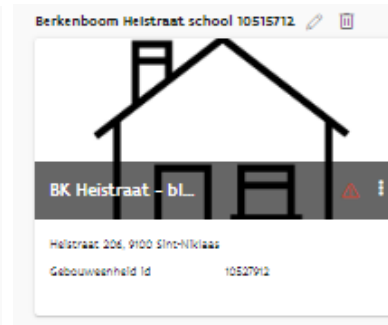 Berkenboom Heistraat school 10515712
BK Heistraat - bl...
Heistraat 206, 9100 Sint-Niklaas
Gebouweenheid id 10527912